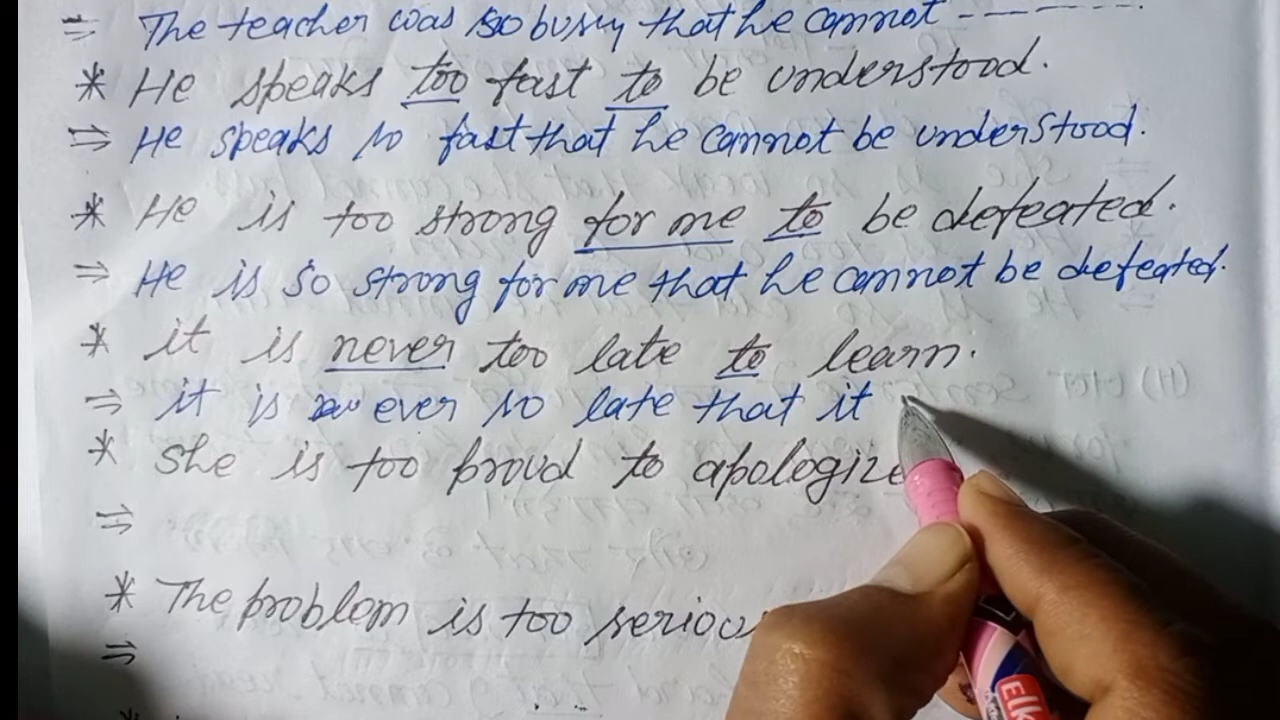 ⇒ The teacher was so busy that he cannot -------.
* He speaks too fast to be understood.
⇒ He speaks so fast that he cannot be understood.
* He is too strong for me to be defeated.
⇒ He is so strong for me that he cannot be defeated.
* it is never too late to learn.
⇒ it is ever so late that it
* she is too proud to apologize
⇒
* The problem is too seriou
⇒
Elk